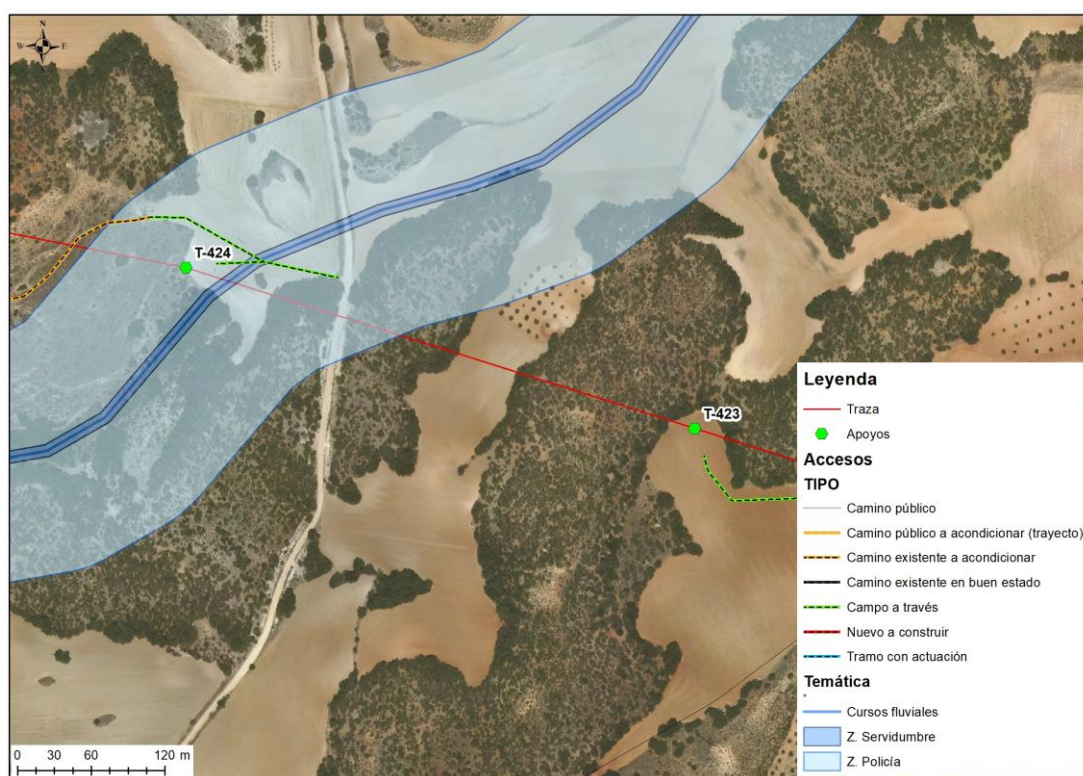 N
W E
S
T-424
T-423
Leyenda
Traza
Apoyos
Accesos
TIPO
Camino público
Camino público a acondicionar (trayecto)
Camino existente a acondicionar
Camino existente en buen estado
Campo a través
Nuevo a construir
Tramo con actuación
Temática
Cursos fluviales
Z. Servidumbre
Z. Policía
0 30 60 120 m